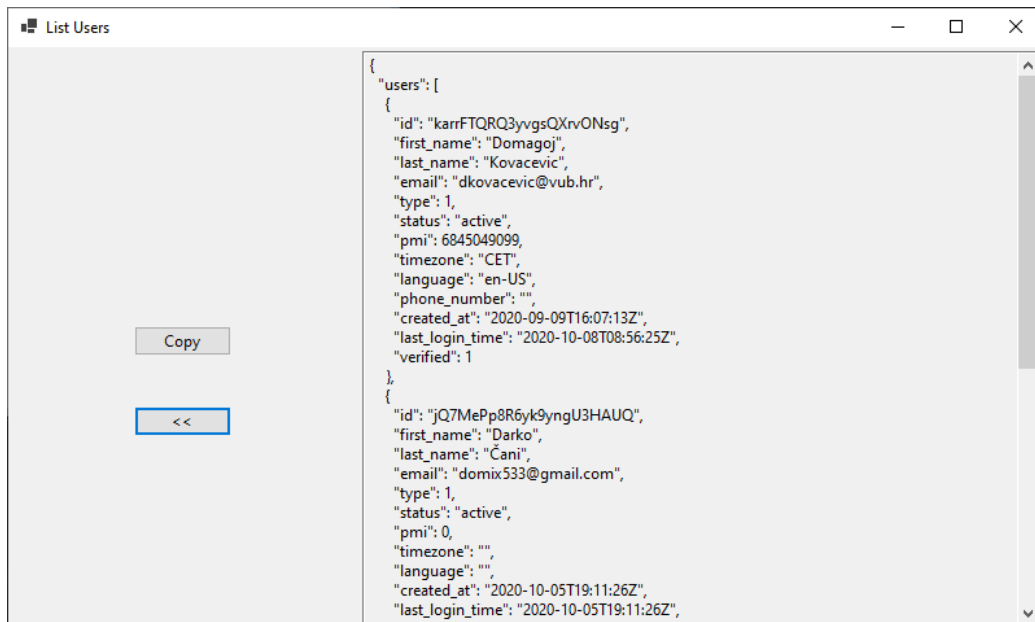 List Users
{
"users": [
{
"id": "karrFTQRQ3yvgsQXrvONsg",
"first_name": "Domagoj",
"last_name": "Kovacevic",
"email": "dkovacevic@vub.hr",
"type": 1,
"status": "active",
"pmi": 6845049099,
"timezone": "CET",
"language": "en-US",
"phone_number": "",
"created_at": "2020-09-09T16:07:13Z",
"last_login_time": "2020-10-08T08:56:25Z",
"verified": 1
},
{
"id": "jQ7MePp8R6yk9yngU3HAUQ",
"first_name": "Darko",
"last_name": "Čani",
"email": "domix533@gmail.com",
"type": 1,
"status": "active",
"pmi": 0,
"timezone": "",
"language": "",
"created_at": "2020-10-05T19:11:26Z",
"last_login_time": "2020-10-05T19:11:26Z",
Copy
<<